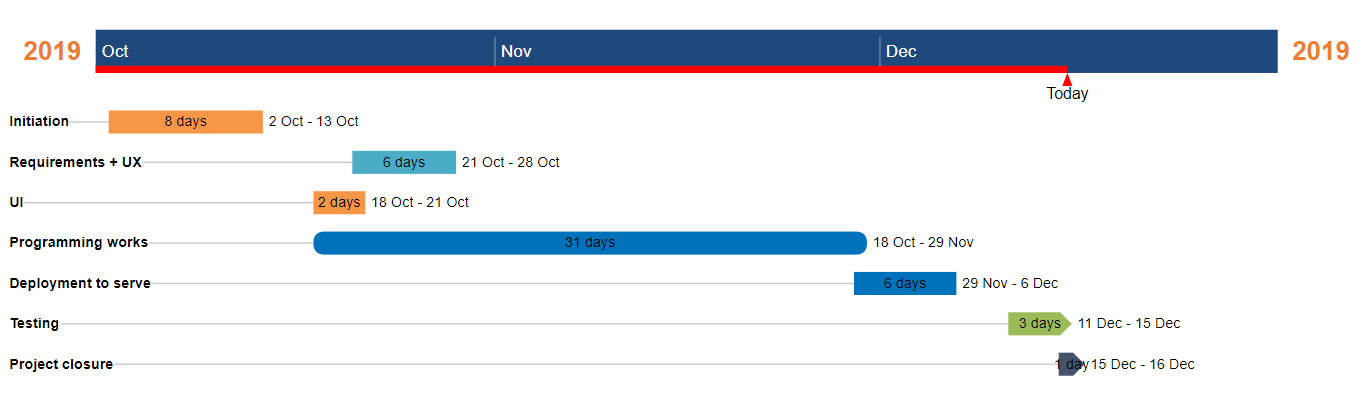 2019 Oct Nov Dec 2019
Today
Initiation 8 days 2 Oct - 13 Oct
Requirements + UX 6 days 21 Oct - 28 Oct
UI 2 days 18 Oct - 21 Oct
Programming works 31 days 18 Oct - 29 Nov
Deployment to serve 6 days 29 Nov - 6 Dec
Testing 3 days 11 Dec - 15 Dec
Project closure 1 day 15 Dec - 16 Dec